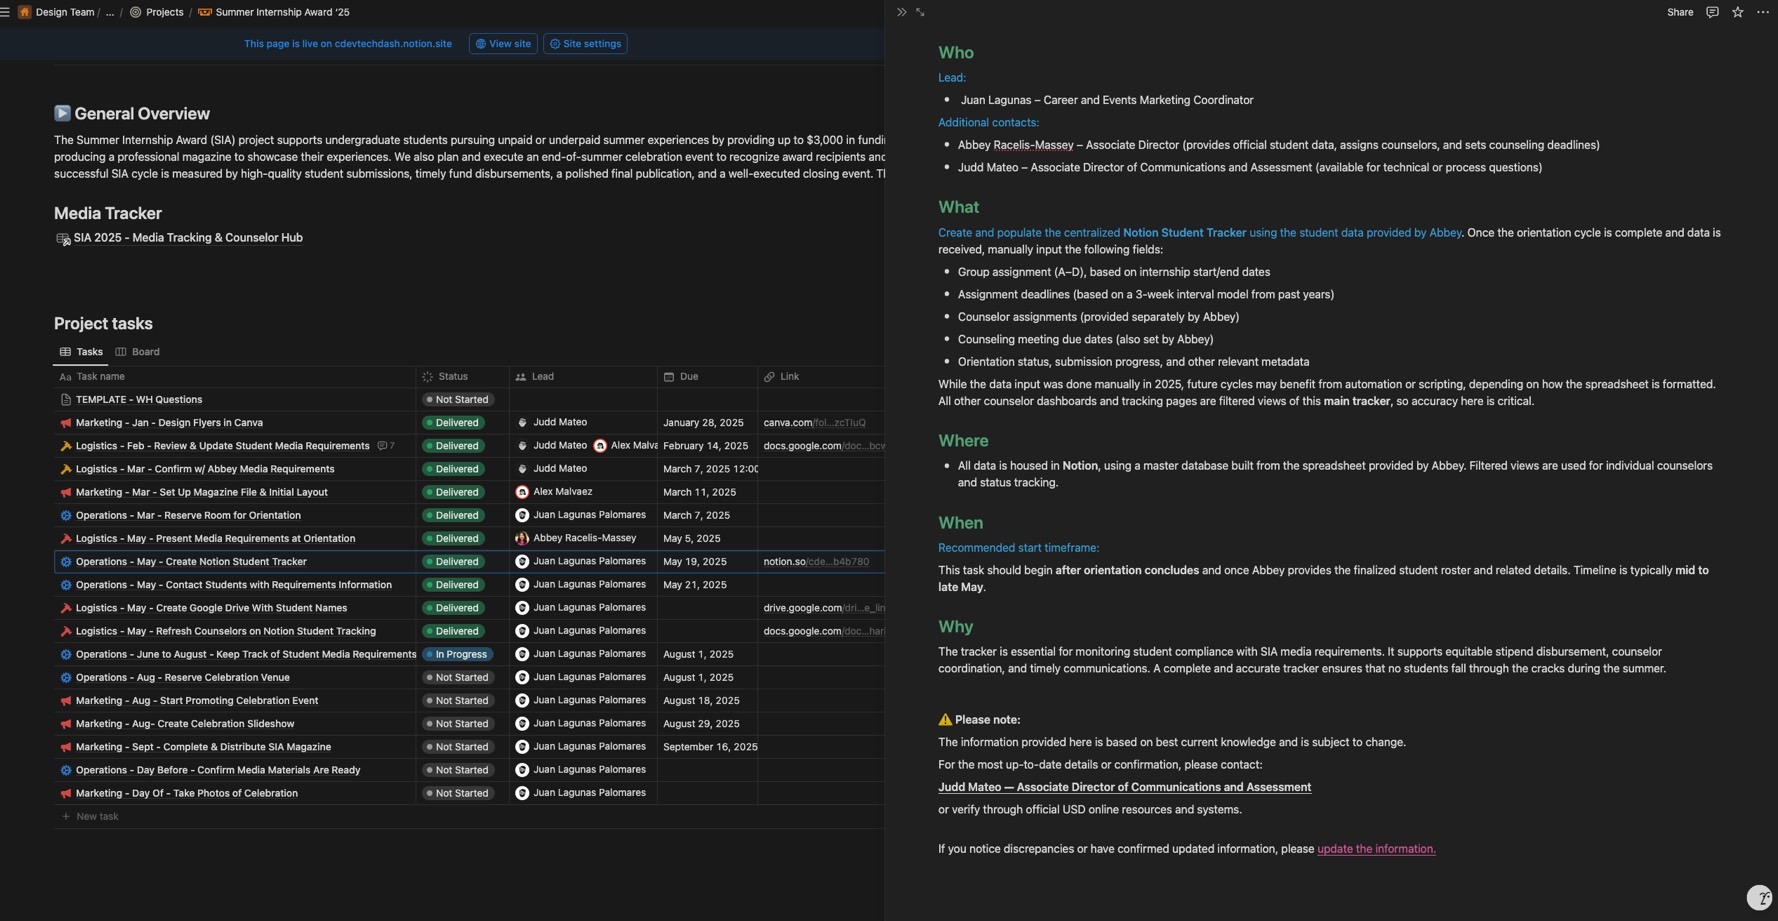 Design Team / ... / Projects / Summer Internship Award '25
This page is live on cdevtechdash.notion.site View site Site settings
General Overview
The Summer Internship Award (SIA) project supports undergraduate students pursuing unpaid or underpaid summer experiences by providing up to $3,000 in fundi
producing a professional magazine to showcase their experiences. We also plan and execute an end-of-summer celebration event to recognize award recipients and
successful SIA cycle is measured by high-quality student submissions, timely fund disbursements, a polished final publication, and a well-executed closing event. Th
Media Tracker
SIA 2025 - Media Tracking & Counselor Hub
Project tasks
Tasks Board
Aa Task name Status Lead Due Link
TEMPLATE - WH Questions Not Started
Marketing - Jan - Design Flyers in Canva Delivered Judd Mateo January 28, 2025 canva.com/fol...zcTIuQ
Logistics - Feb - Review & Update Student Media Requirements 7 Delivered Judd Mateo Alex Malva February 14, 2025 docs.google.com/doc...bcw
Logistics - Mar - Confirm w/ Abbey Media Requirements Delivered Judd Mateo March 7, 2025 12:00
Marketing - Mar - Set Up Magazine File & Initial Layout Delivered Alex Malvaez March 11, 2025
Operations - Mar - Reserve Room for Orientation Delivered Juan Lagunas Palomares March 7, 2025
Logistics - May - Present Media Requirements at Orientation Delivered Abbey Racelis-Massey May 5, 2025
Operations - May - Create Notion Student Tracker Delivered Juan Lagunas Palomares May 19, 2025 notion.so/cde...b4b780
Operations - May - Contact Students with Requirements Information Delivered Juan Lagunas Palomares May 21, 2025
Logistics - May - Create Google Drive With Student Names Delivered Juan Lagunas Palomares drive.google.com/dri...e_lin
Logistics - May - Refresh Counselors on Notion Student Tracking Delivered Juan Lagunas Palomares docs.google.com/doc...hari
Operations - June to August - Keep Track of Student Media Requirements In Progress Juan Lagunas Palomares August 1, 2025
Operations - Aug - Reserve Celebration Venue Not Started Juan Lagunas Palomares August 1, 2025
Marketing - Aug - Start Promoting Celebration Event Not Started Juan Lagunas Palomares August 18, 2025
Marketing - Aug- Create Celebration Slideshow Not Started Juan Lagunas Palomares August 29, 2025
Marketing - Sept - Complete & Distribute SIA Magazine Not Started Juan Lagunas Palomares September 16, 2025
Operations - Day Before - Confirm Media Materials Are Ready Not Started Juan Lagunas Palomares
Marketing - Day Of - Take Photos of Celebration Not Started Juan Lagunas Palomares
+ New task
Share
Who
Lead:
• Juan Lagunas – Career and Events Marketing Coordinator
Additional contacts:
• Abbey Racelis-Massey – Associate Director (provides official student data, assigns counselors, and sets counseling deadlines)
• Judd Mateo – Associate Director of Communications and Assessment (available for technical or process questions)
What
Create and populate the centralized Notion Student Tracker using the student data provided by Abbey. Once the orientation cycle is complete and data is
received, manually input the following fields:
• Group assignment (A–D), based on internship start/end dates
• Assignment deadlines (based on a 3-week interval model from past years)
• Counselor assignments (provided separately by Abbey)
• Counseling meeting due dates (also set by Abbey)
• Orientation status, submission progress, and other relevant metadata
While the data input was done manually in 2025, future cycles may benefit from automation or scripting, depending on how the spreadsheet is formatted.
All other counselor dashboards and tracking pages are filtered views of this main tracker, so accuracy here is critical.
Where
• All data is housed in Notion, using a master database built from the spreadsheet provided by Abbey. Filtered views are used for individual counselors
and status tracking.
When
Recommended start timeframe:
This task should begin after orientation concludes and once Abbey provides the finalized student roster and related details. Timeline is typically mid to
late May.
Why
The tracker is essential for monitoring student compliance with SIA media requirements. It supports equitable stipend disbursement, counselor
coordination, and timely communications. A complete and accurate tracker ensures that no students fall through the cracks during the summer.
⚠️ Please note:
The information provided here is based on best current knowledge and is subject to change.
For the most up-to-date details or confirmation, please contact:
Judd Mateo — Associate Director of Communications and Assessment
or verify through official USD online resources and systems.
If you notice discrepancies or have confirmed updated information, please update the information.